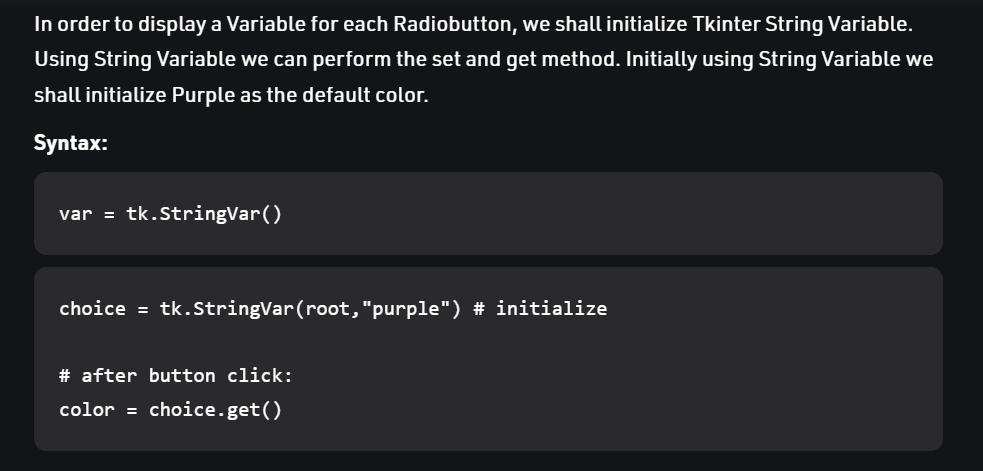 In order to display a Variable for each Radiobutton, we shall initialize Tkinter String Variable.
Using String Variable we can perform the set and get method. Initially using String Variable we
shall initialize Purple as the default color.
Syntax:
var = tk.StringVar()
choice = tk.StringVar(root,"purple") # initialize
# after button click:
color = choice.get()